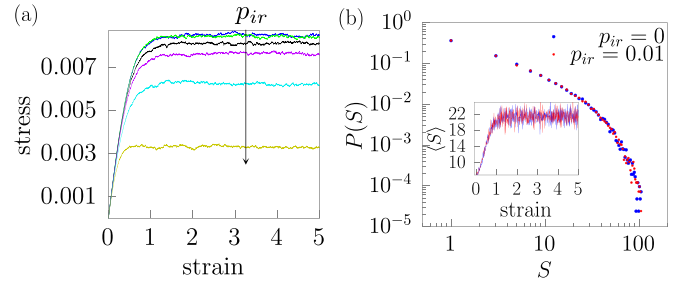 (a)
p_ir
stress
0.007
0.005
0.003
0.001
0 1 2 3 4 5
strain
(b)
P(S)
10^0
10^-1
10^-2
10^-3
10^-4
10^-5
p_ir = 0
p_ir = 0.01
⟨S⟩
22
18
14
10
0 1 2 3 4 5
strain
1 10 100
S